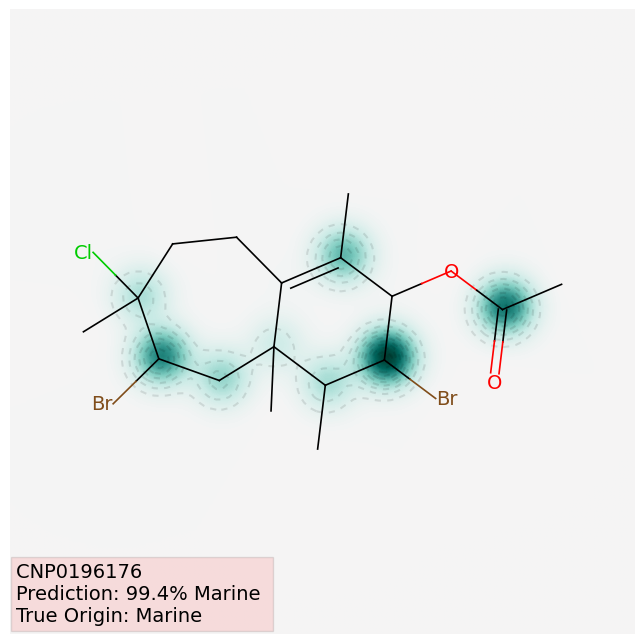 Cl
O
O
Br
Br
CNP0196176
Prediction: 99.4% Marine
True Origin: Marine